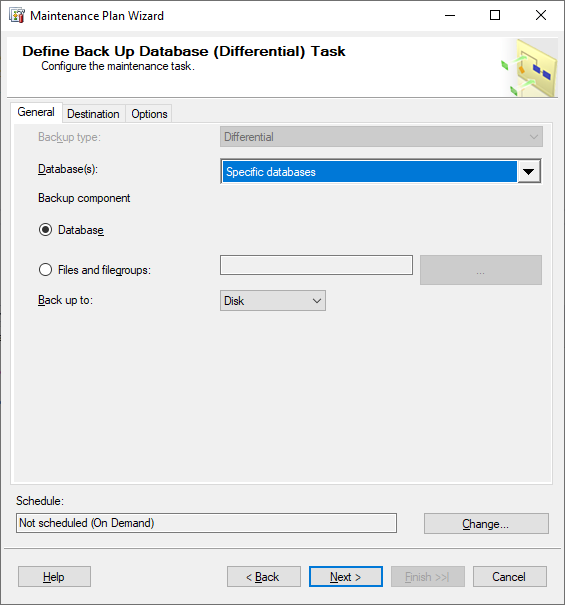 Maintenance Plan Wizard
Define Back Up Database (Differential) Task
Configure the maintenance task.
General Destination Options
Backup type: Differential
Database(s): Specific databases
Backup component
Database
Files and filegroups: ...
Back up to: Disk
Schedule:
Not scheduled (On Demand) Change...
Help < Back Next > Finish >>| Cancel